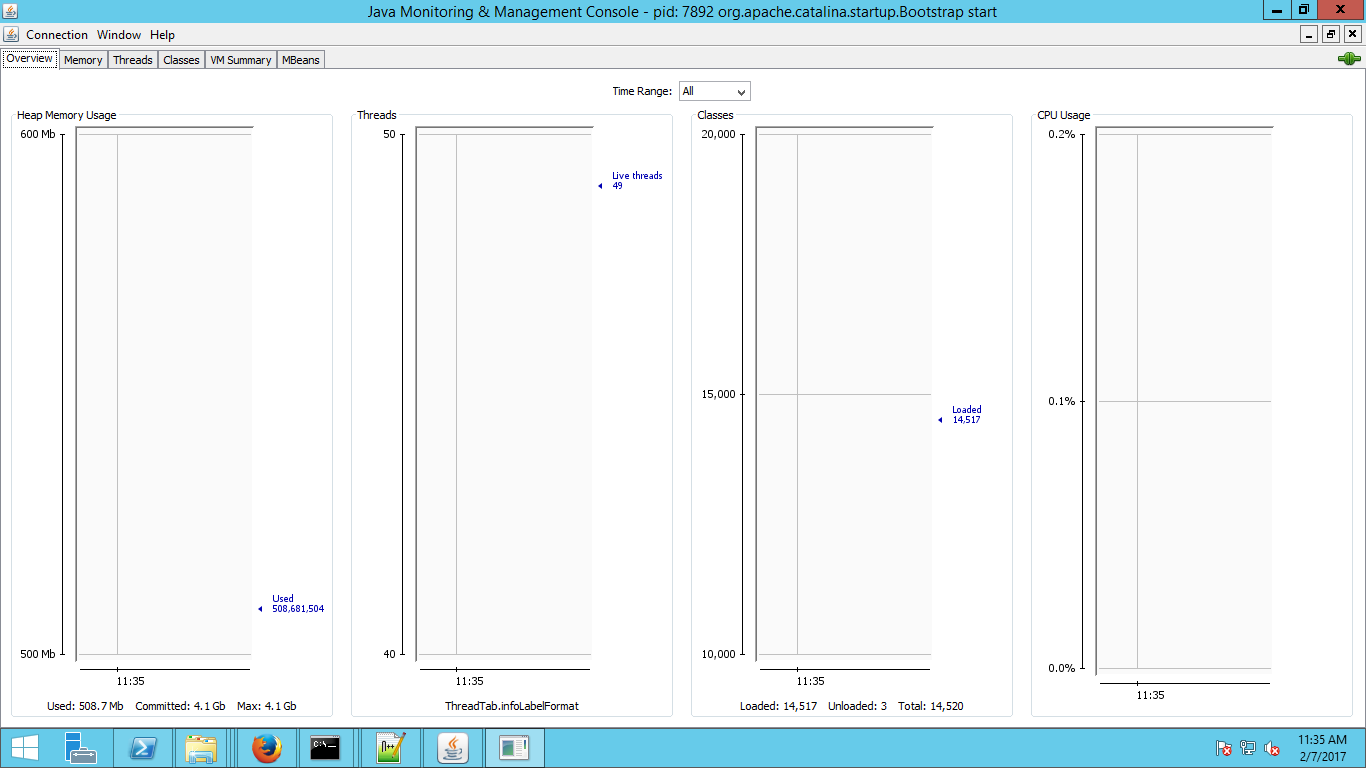 Java Monitoring & Management Console - pid: 7892 org.apache.catalina.startup.Bootstrap start
Connection Window Help
Overview Memory Threads Classes VM Summary MBeans
Time Range: All
Heap Memory Usage
600 Mb
Used
508,681,504
500 Mb
11:35
Used: 508.7 Mb Committed: 4.1 Gb Max: 4.1 Gb
Threads
50
Live threads
49
40
11:35
ThreadTab.infoLabelFormat
Classes
20,000
15,000
Loaded
14,517
10,000
11:35
Loaded: 14,517 Unloaded: 3 Total: 14,520
CPU Usage
0.2%
0.1%
0.0%
11:35
C:\_
N++
11:35 AM
2/7/2017